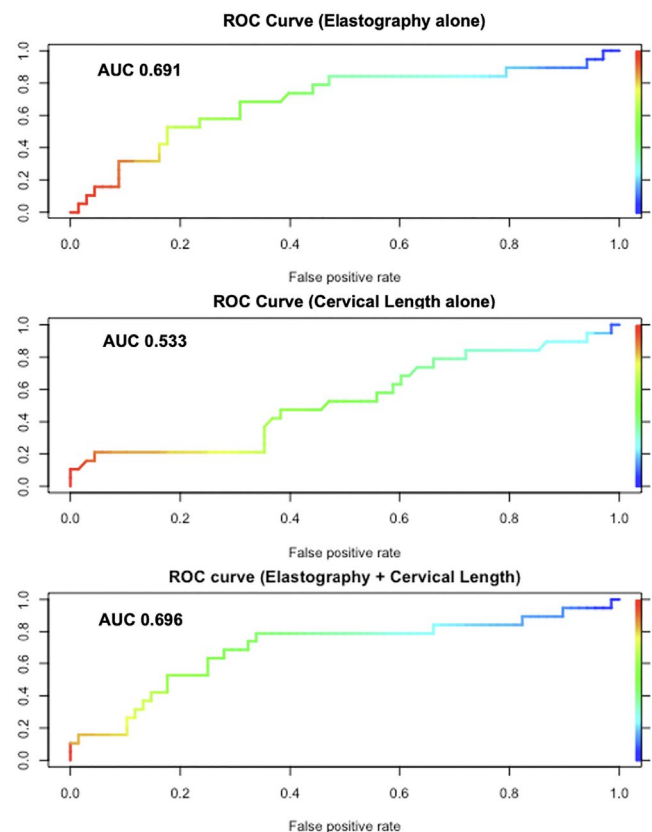 ROC Curve (Elastography alone)
AUC 0.691
0.0 0.2 0.4 0.6 0.8 1.0
0.0 0.2 0.4 0.6 0.8 1.0
False positive rate
ROC Curve (Cervical Length alone)
AUC 0.533
0.0 0.2 0.4 0.6 0.8 1.0
0.0 0.2 0.4 0.6 0.8 1.0
False positive rate
ROC curve (Elastography + Cervical Length)
AUC 0.696
0.0 0.2 0.4 0.6 0.8 1.0
0.0 0.2 0.4 0.6 0.8 1.0
False positive rate